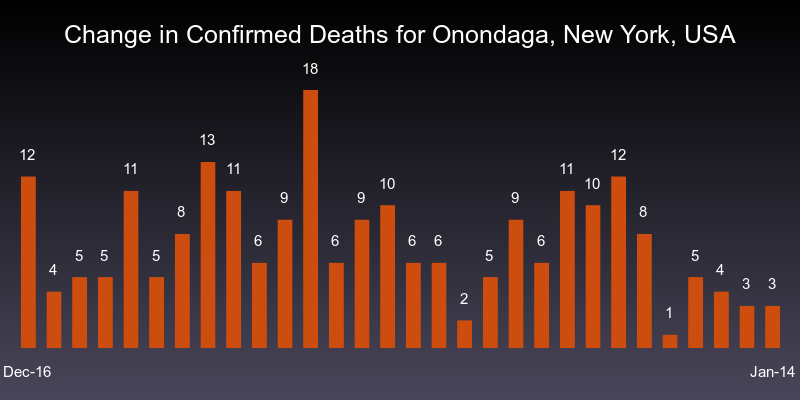 Change in Confirmed Deaths for Onondaga, New York, USA
12 4 5 5 11 5 8 13 11 6 9 18 6 9 10 6 6 2 5 9 6 11 10 12 8 1 5 4 3 3
Dec-16 Jan-14